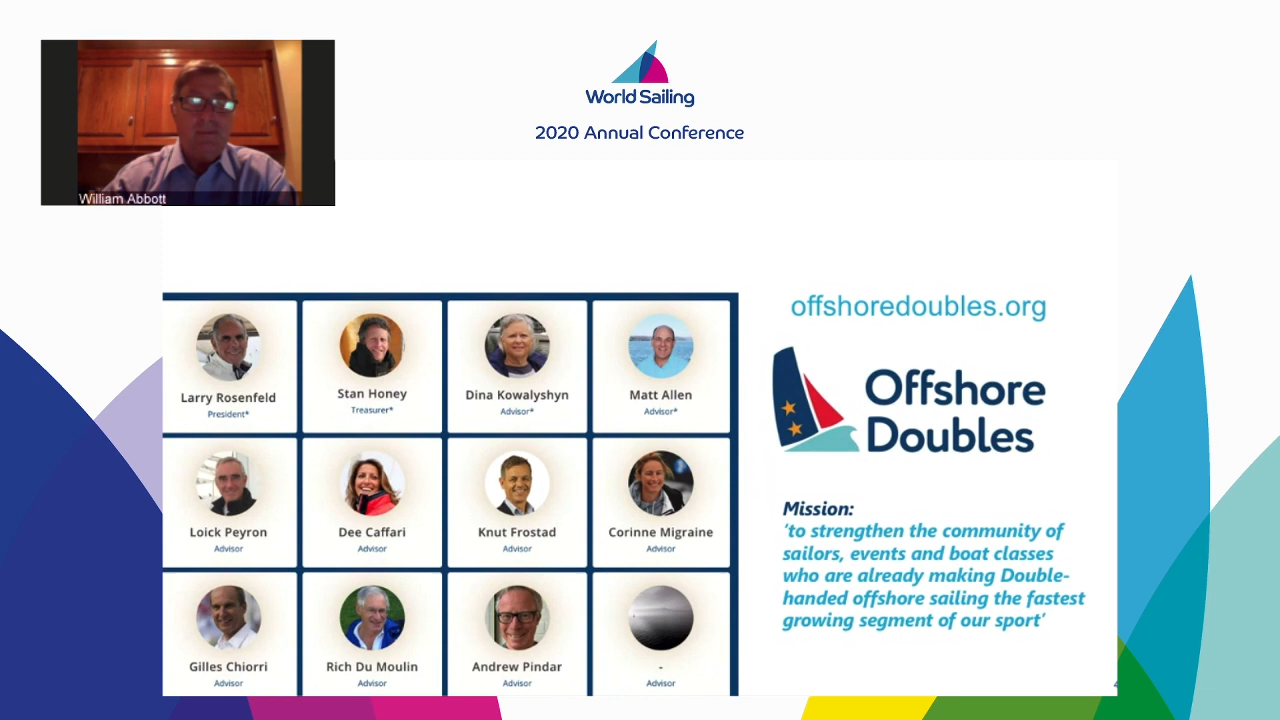 William Abbott
World Sailing
2020 Annual Conference
Larry Rosenfeld
President*
Stan Honey
Treasurer*
Dina Kowalyshyn
Advisor*
Matt Allen
Advisor*
Loick Peyron
Advisor
Dee Caffari
Advisor
Knut Frostad
Advisor
Corinne Migraine
Advisor
Gilles Chiorri
Advisor
Rich Du Moulin
Advisor
Andrew Pindar
Advisor
-
Advisor
offshoredoubles.org
Offshore
Doubles
Mission:
‘to strengthen the community of
sailors, events and boat classes
who are already making Double-
handed offshore sailing the fastest
growing segment of our sport’
4